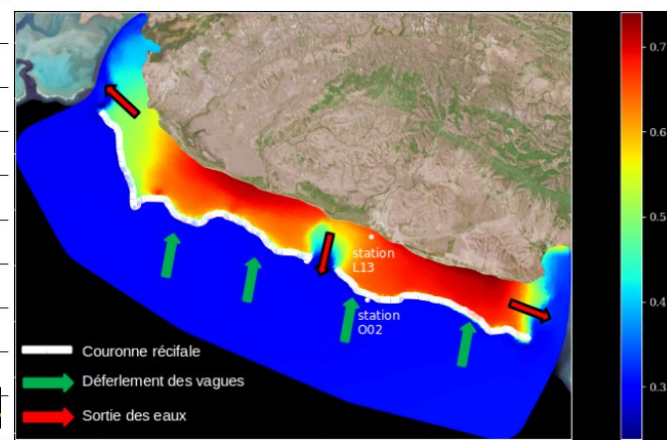 0.7
0.6
0.5
0.4
0.3
station
L13
station
O02
Couronne récifale
Déferlement des vagues
Sortie des eaux